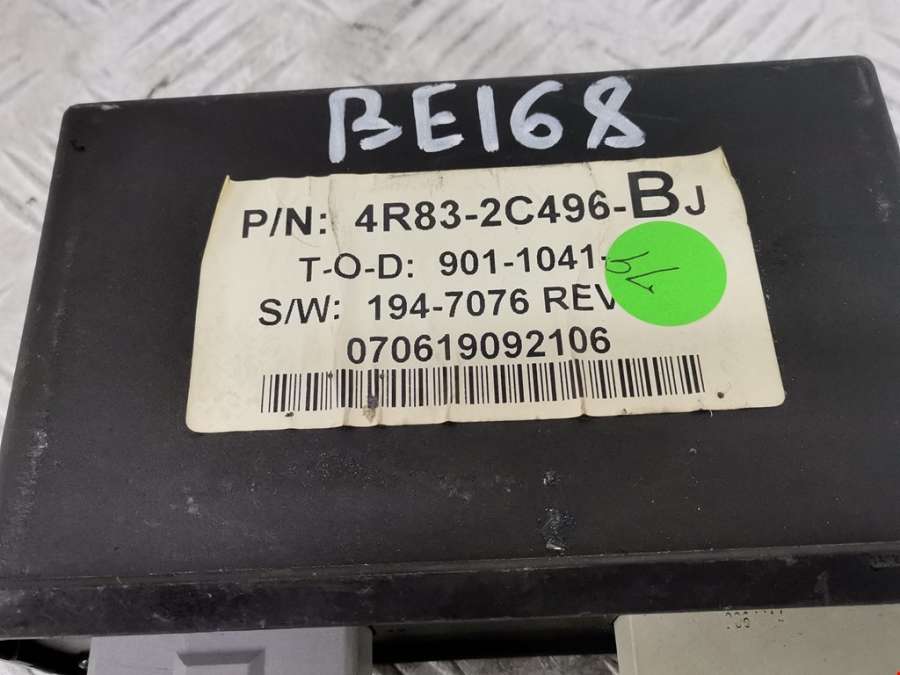 BE168
P/N: 4R83-2C496-BJ
T-O-D: 901-1041-
S/W: 194-7076 REV
070619092106